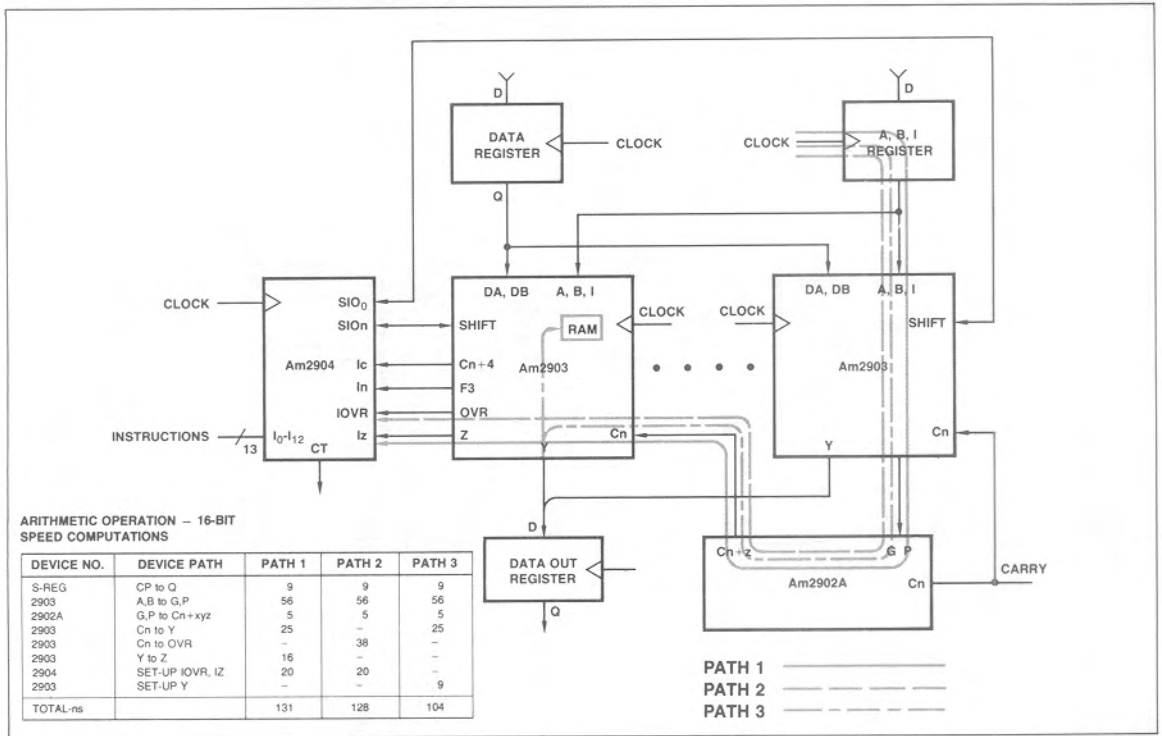 D
D
DATA
REGISTER
CLOCK
CLOCK
A, B, I
REGISTER
Q
CLOCK
SIO0
SIOn
Ic
In
IOVR
Iz
Am2904
INSTRUCTIONS
13
I0-I12
CT
DA, DB
A, B, I
RAM
SHIFT
Am2903
Cn+4
F3
OVR
Z
Y
Cn
CLOCK
CLOCK
DA, DB
A, B, I
SHIFT
Am2903
Cn
Y
D
DATA OUT
REGISTER
Q
Cn+z
G P
Am2902A
Cn
CARRY
ARITHMETIC OPERATION – 16-BIT
SPEED COMPUTATIONS
DEVICE NO. DEVICE PATH PATH 1 PATH 2 PATH 3
S-REG CP to Q 9 9 9
2903 A,B to G,P 56 56 56
2902A G,P to Cn+xyz 5 5 5
2903 Cn to Y 25 – 25
2903 Cn to OVR – 38 –
2903 Y to Z 16 – –
2904 SET-UP IOVR, IZ 20 20 –
2903 SET-UP Y – – 9
TOTAL-ns 131 128 104
PATH 1
PATH 2
PATH 3